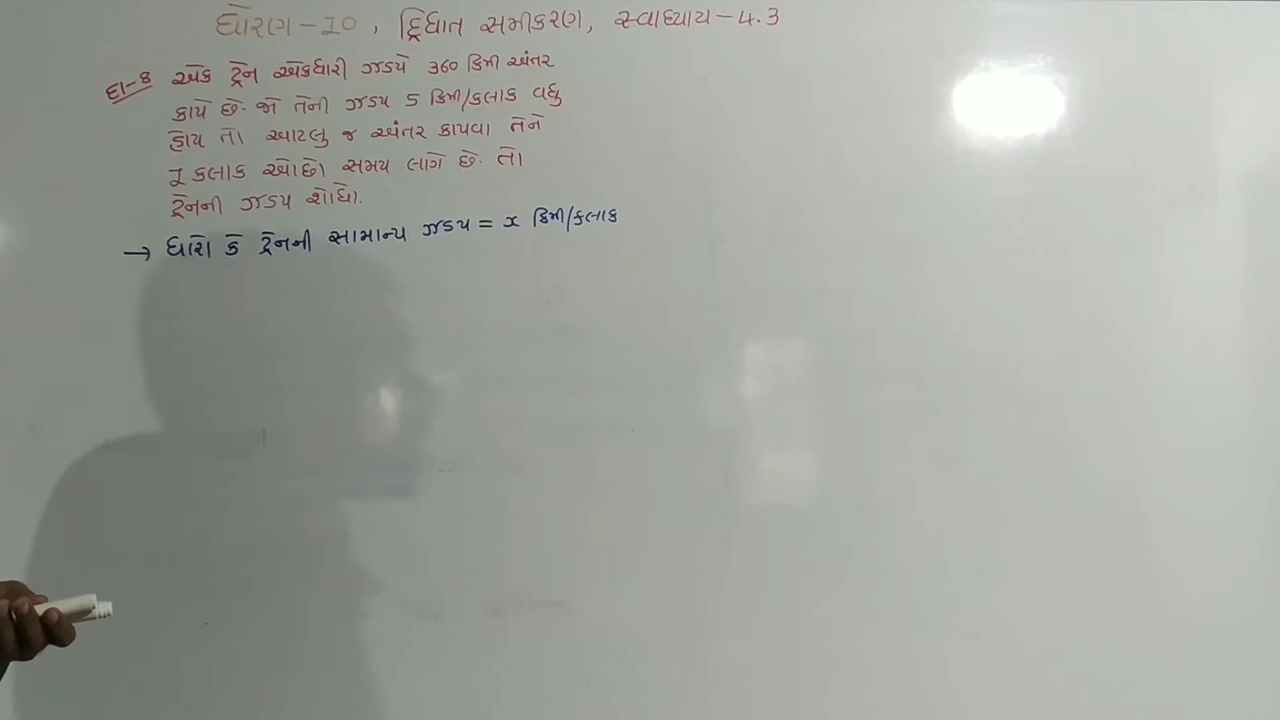 ધોરણ-10, દ્વિઘાત સમીકરણ, સ્વાધ્યાય-4.3
દા-8 એક ટ્રેન એકધારી ઝડપે 360 કિમી અંતર
કાપે છે. જો તેની ઝડપ 5 કિમી/કલાક વધુ
હોય તો આટલુ જ અંતર કાપવા તેને
1 કલાક ઓછો સમય લાગે છે. તો
ટ્રેનની ઝડપ શોધો.
→ ધારો કે ટ્રેનની સામાન્ય ઝડપ = x કિમી/કલાક